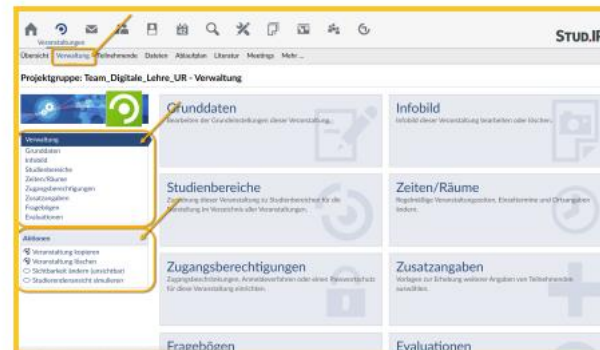 Veranstaltungen
STUD.IP
Übersicht Verwaltung Teilnehmende Dateien Ablaufplan Literatur Meetings Mehr ...
Projektgruppe: Team_Digitale_Lehre_UR - Verwaltung
Verwaltung
Grunddaten
Infobild
Studienbereiche
Zeiten/Räume
Zugangsberechtigungen
Zusatzangaben
Fragebögen
Evaluationen
Aktionen
Veranstaltung kopieren
Veranstaltung löschen
Sichtbarkeit ändern (unsichtbar)
Studierendenansicht simulieren
Grunddaten
Bearbeiten der Grundeinstellungen dieser Veranstaltung.
Infobild
Infobild dieser Veranstaltung bearbeiten oder löschen.
Studienbereiche
Zuordnung dieser Veranstaltung zu Studienbereichen für die
Darstellung im Verzeichnis aller Veranstaltungen.
Zeiten/Räume
Regelmäßige Veranstaltungszeiten, Einzeltermine und Ortsangaben
ändern.
Zugangsberechtigungen
Zugangsbeschränkungen, Anmeldeverfahren oder einen Passwortschutz
für diese Veranstaltung einrichten.
Zusatzangaben
Vorlagen zur Erhebung weiterer Angaben von Teilnehmenden
auswählen.
Fragebögen
Evaluationen